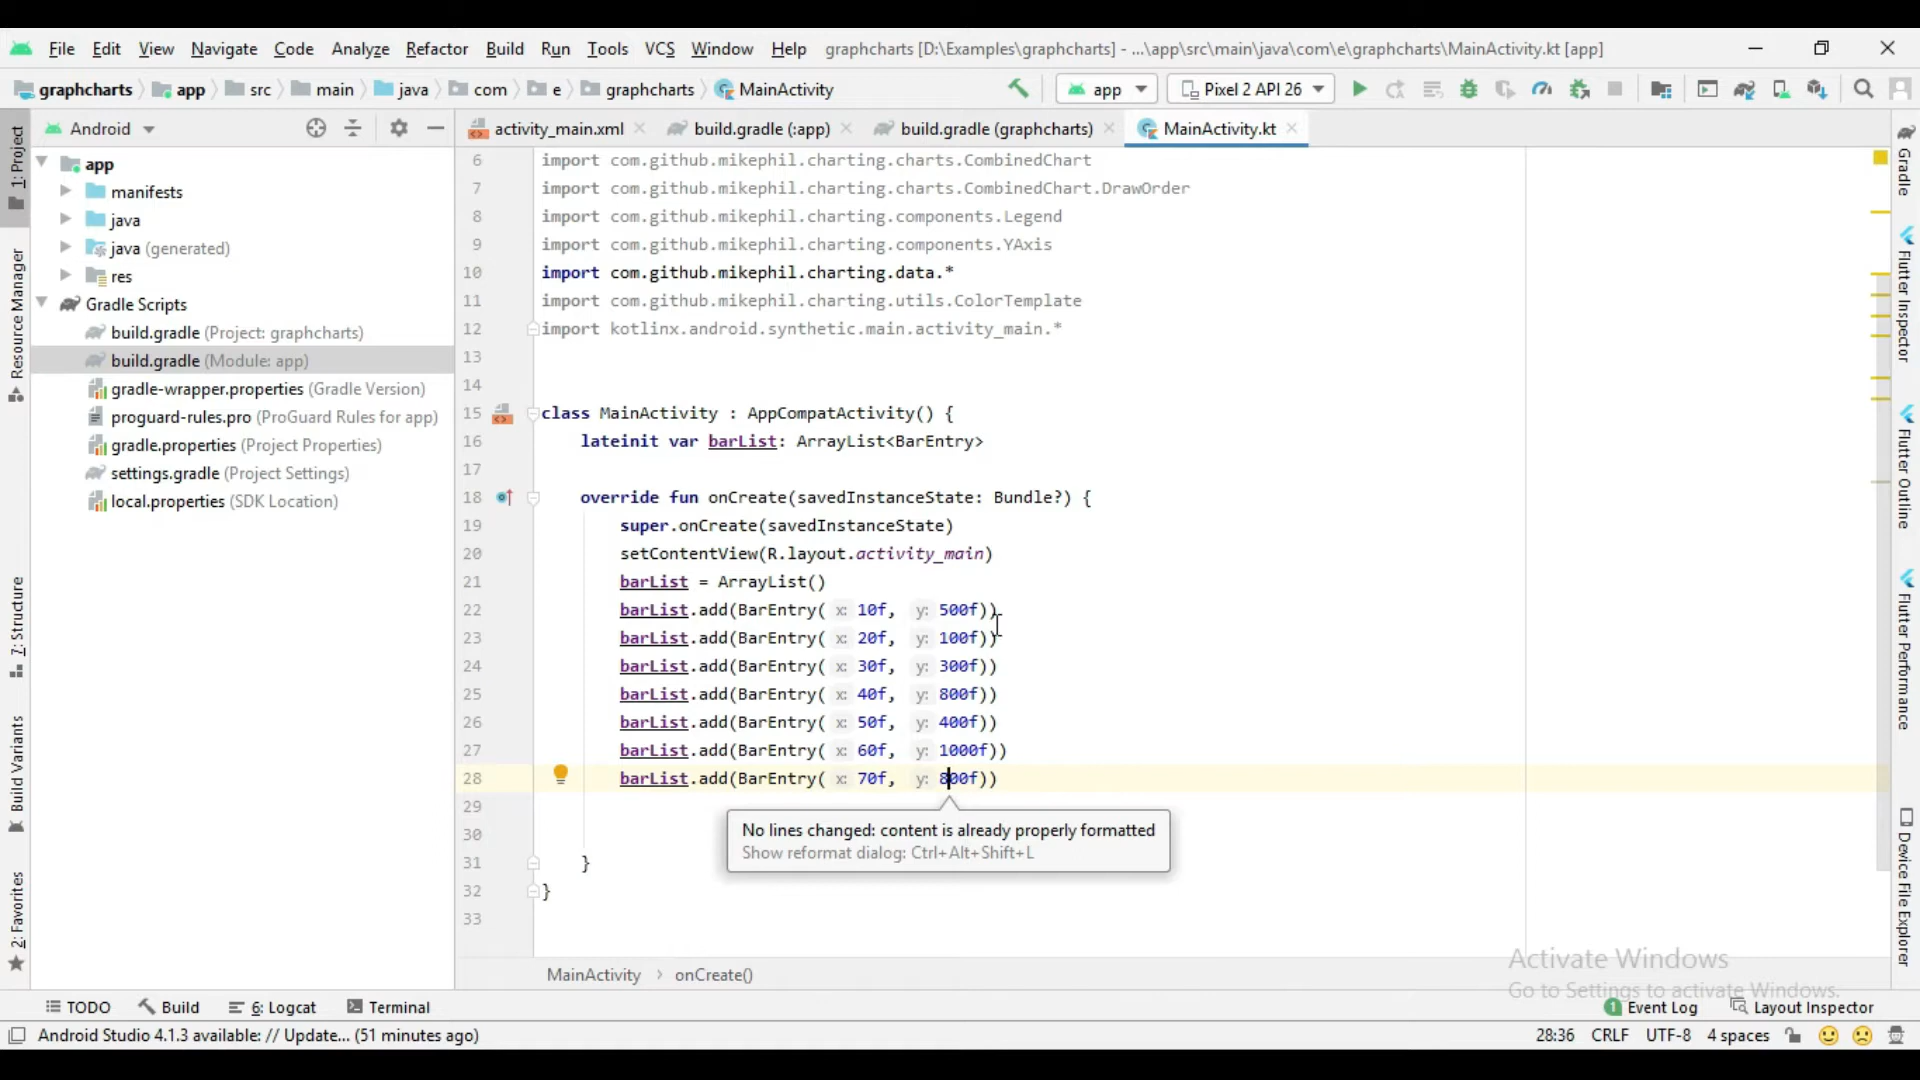 File Edit View Navigate Code Analyze Refactor Build Run Tools VCS Window Help graphcharts [D:\Examples\graphcharts] - ...\app\src\main\java\com\e\graphcharts\MainActivity.kt [app]
graphcharts app src main java com e graphcharts MainActivity app Pixel 2 API 26
Android activity_main.xml build.gradle (:app) build.gradle (graphcharts) MainActivity.kt
1: Project
Resource Manager
7: Structure
Build Variants
2: Favorites
app
manifests
java
java (generated)
res
Gradle Scripts
build.gradle (Project: graphcharts)
build.gradle (Module: app)
gradle-wrapper.properties (Gradle Version)
proguard-rules.pro (ProGuard Rules for app)
gradle.properties (Project Properties)
settings.gradle (Project Settings)
local.properties (SDK Location)
6 import com.github.mikephil.charting.charts.CombinedChart
7 import com.github.mikephil.charting.charts.CombinedChart.DrawOrder
8 import com.github.mikephil.charting.components.Legend
9 import com.github.mikephil.charting.components.YAxis
10 import com.github.mikephil.charting.data.*
11 import com.github.mikephil.charting.utils.ColorTemplate
12 import kotlinx.android.synthetic.main.activity_main.*
13
14
15 class MainActivity : AppCompatActivity() {
16 lateinit var barList: ArrayList<BarEntry>
17
18 override fun onCreate(savedInstanceState: Bundle?) {
19 super.onCreate(savedInstanceState)
20 setContentView(R.layout.activity_main)
21 barList = ArrayList()
22 barList.add(BarEntry( x: 10f, y: 500f))
23 barList.add(BarEntry( x: 20f, y: 100f))
24 barList.add(BarEntry( x: 30f, y: 300f))
25 barList.add(BarEntry( x: 40f, y: 800f))
26 barList.add(BarEntry( x: 50f, y: 400f))
27 barList.add(BarEntry( x: 60f, y: 1000f))
28 barList.add(BarEntry( x: 70f, y: 800f))
29
30
31 }
32 }
33
No lines changed: content is already properly formatted
Show reformat dialog: Ctrl+Alt+Shift+L
Gradle
Flutter Inspector
Flutter Outline
Flutter Performance
Device File Explorer
MainActivity › onCreate()
Activate Windows
Go to Settings to activate Windows.
TODO Build 6: Logcat Terminal 1 Event Log Layout Inspector
Android Studio 4.1.3 available: // Update... (51 minutes ago) 28:36 CRLF UTF-8 4 spaces